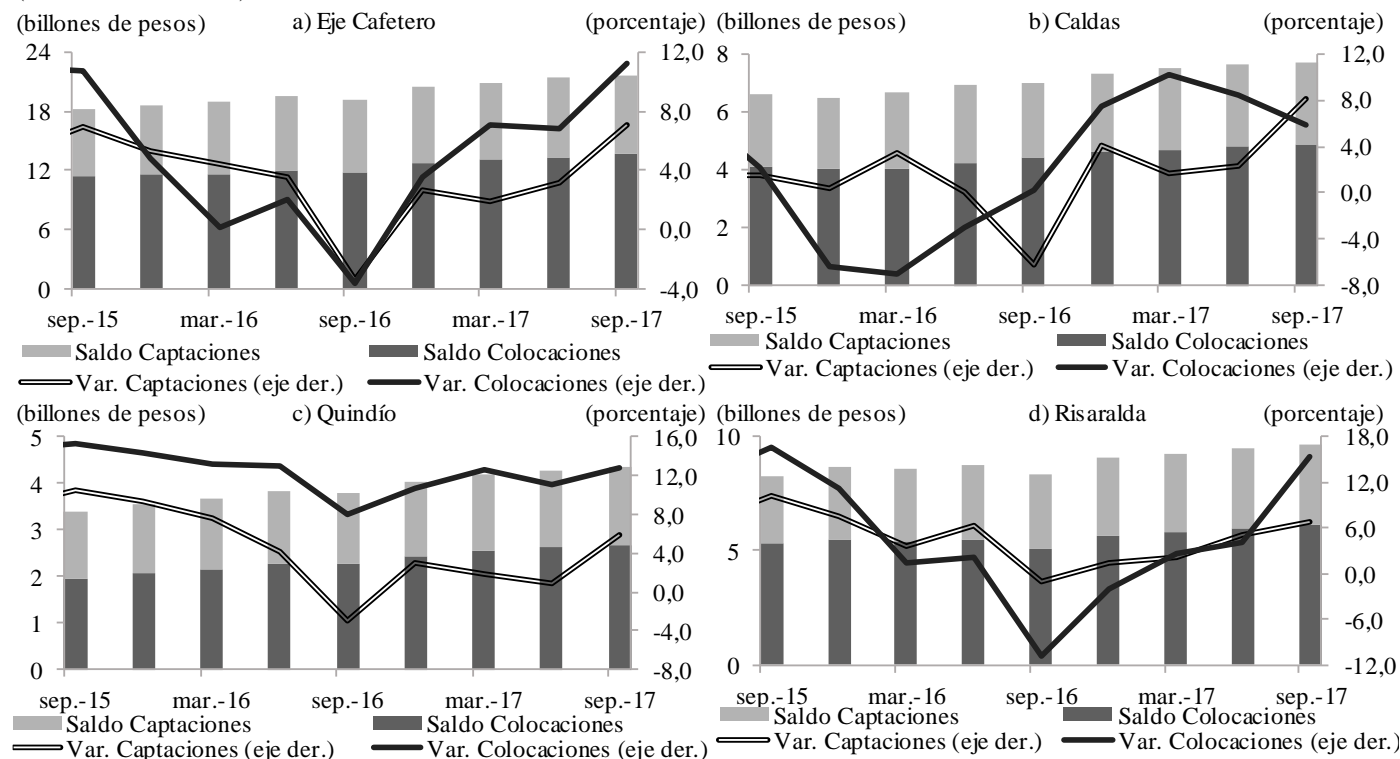 (billones de pesos) a) Eje Cafetero (porcentaje)
24 12,0
18 8,0
12 4,0
6 0,0
0 -4,0
sep.-15 mar.-16 sep.-16 mar.-17 sep.-17
Saldo Captaciones Saldo Colocaciones
Var. Captaciones (eje der.) Var. Colocaciones (eje der.)
(billones de pesos) b) Caldas (porcentaje)
8 12,0
6 8,0
4 4,0
2 0,0
0 -4,0
-8,0
sep.-15 mar.-16 sep.-16 mar.-17 sep.-17
Saldo Captaciones Saldo Colocaciones
Var. Captaciones (eje der.) Var. Colocaciones (eje der.)
(billones de pesos) c) Quindío (porcentaje)
5 16,0
4 12,0
3 8,0
2 4,0
1 0,0
0 -4,0
-8,0
sep.-15 mar.-16 sep.-16 mar.-17 sep.-17
Saldo Captaciones Saldo Colocaciones
Var. Captaciones (eje der.) Var. Colocaciones (eje der.)
(billones de pesos) d) Risaralda (porcentaje)
10 18,0
12,0
5 6,0
0,0
-6,0
0 -12,0
sep.-15 mar.-16 sep.-16 mar.-17 sep.-17
Saldo Captaciones Saldo Colocaciones
Var. Captaciones (eje der.) Var. Colocaciones (eje der.)